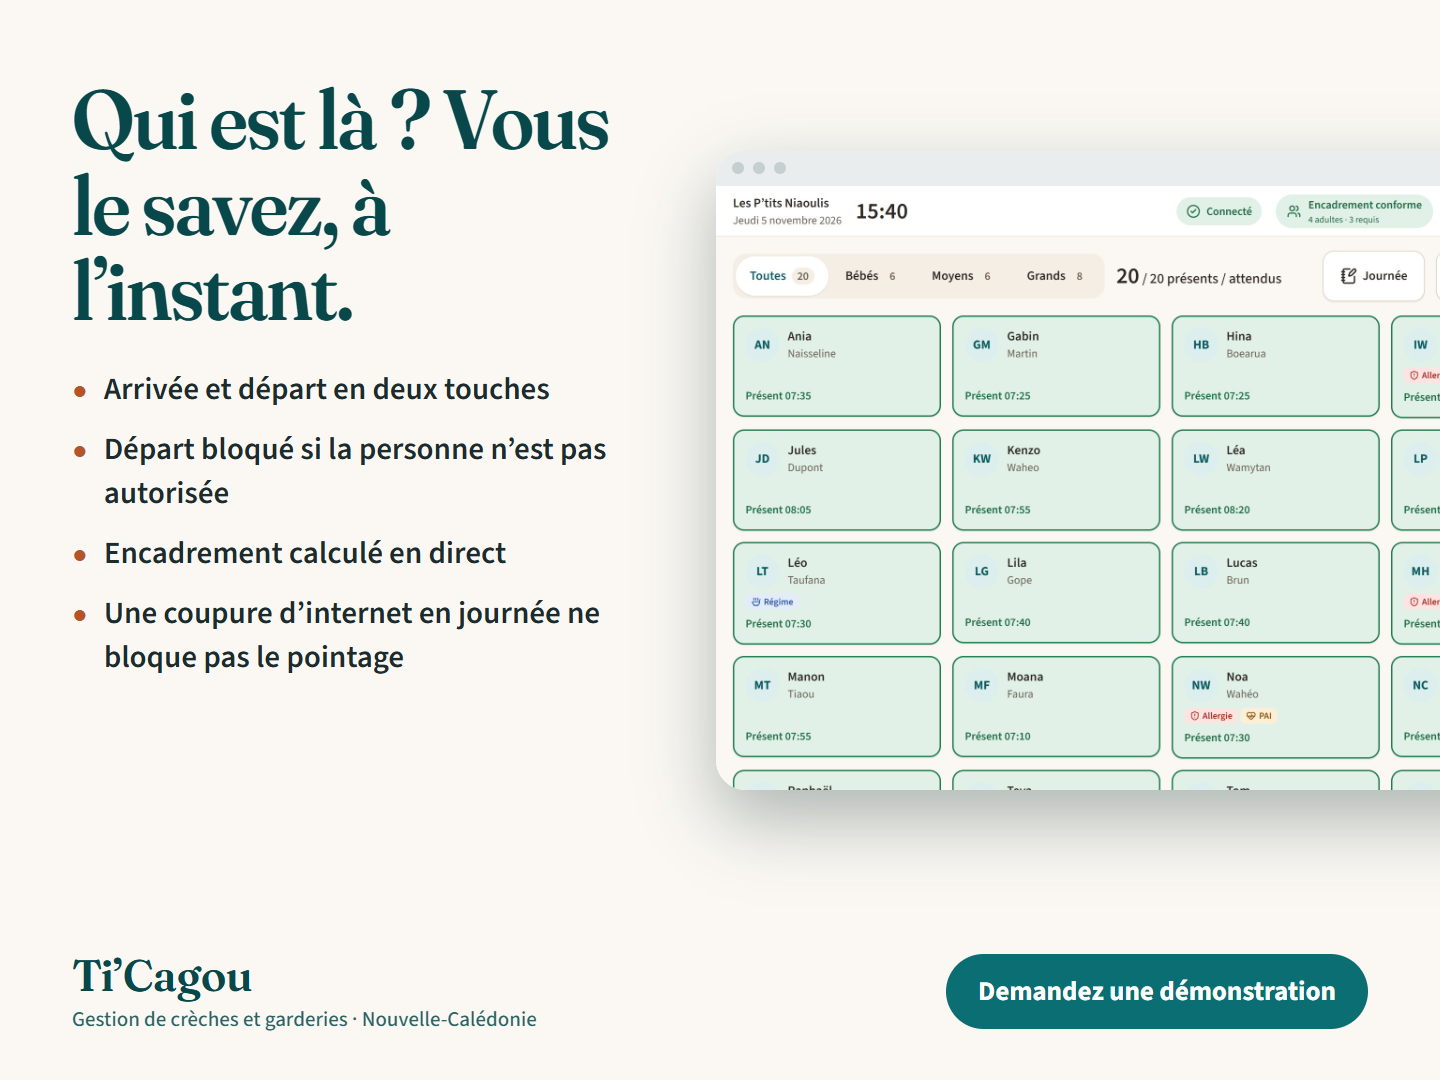 Qui est là ? Vous
le savez, à
l’instant.
Arrivée et départ en deux touches
Départ bloqué si la personne n’est pas
autorisée
Encadrement calculé en direct
Une coupure d’internet en journée ne
bloque pas le pointage
Les P’tits Niaoulis
Jeudi 5 novembre 2026
15:40
Connecté
Encadrement conforme
4 adultes · 3 requis
Toutes 20 Bébés 6 Moyens 6 Grands 8
20 / 20 présents / attendus
Journée
AN Ania
Naisseline
Présent 07:35
GM Gabin
Martin
Présent 07:25
HB Hina
Boearua
Présent 07:25
IW
Présent
JD Jules
Dupont
Présent 08:05
KW Kenzo
Waheo
Présent 07:55
LW Léa
Wamytan
Présent 08:20
LP
Présent
LT Léo
Taufana
Régime
Présent 07:30
LG Lila
Gope
Présent 07:40
LB Lucas
Brun
Présent 07:40
MH
Présent
MT Manon
Tiaou
Présent 07:55
MF Moana
Faura
Présent 07:10
NW Noa
Wahéo
Allergie PAI
Présent 07:30
NC
Présent
Ti’Cagou
Gestion de crèches et garderies · Nouvelle-Calédonie
Demandez une démonstration